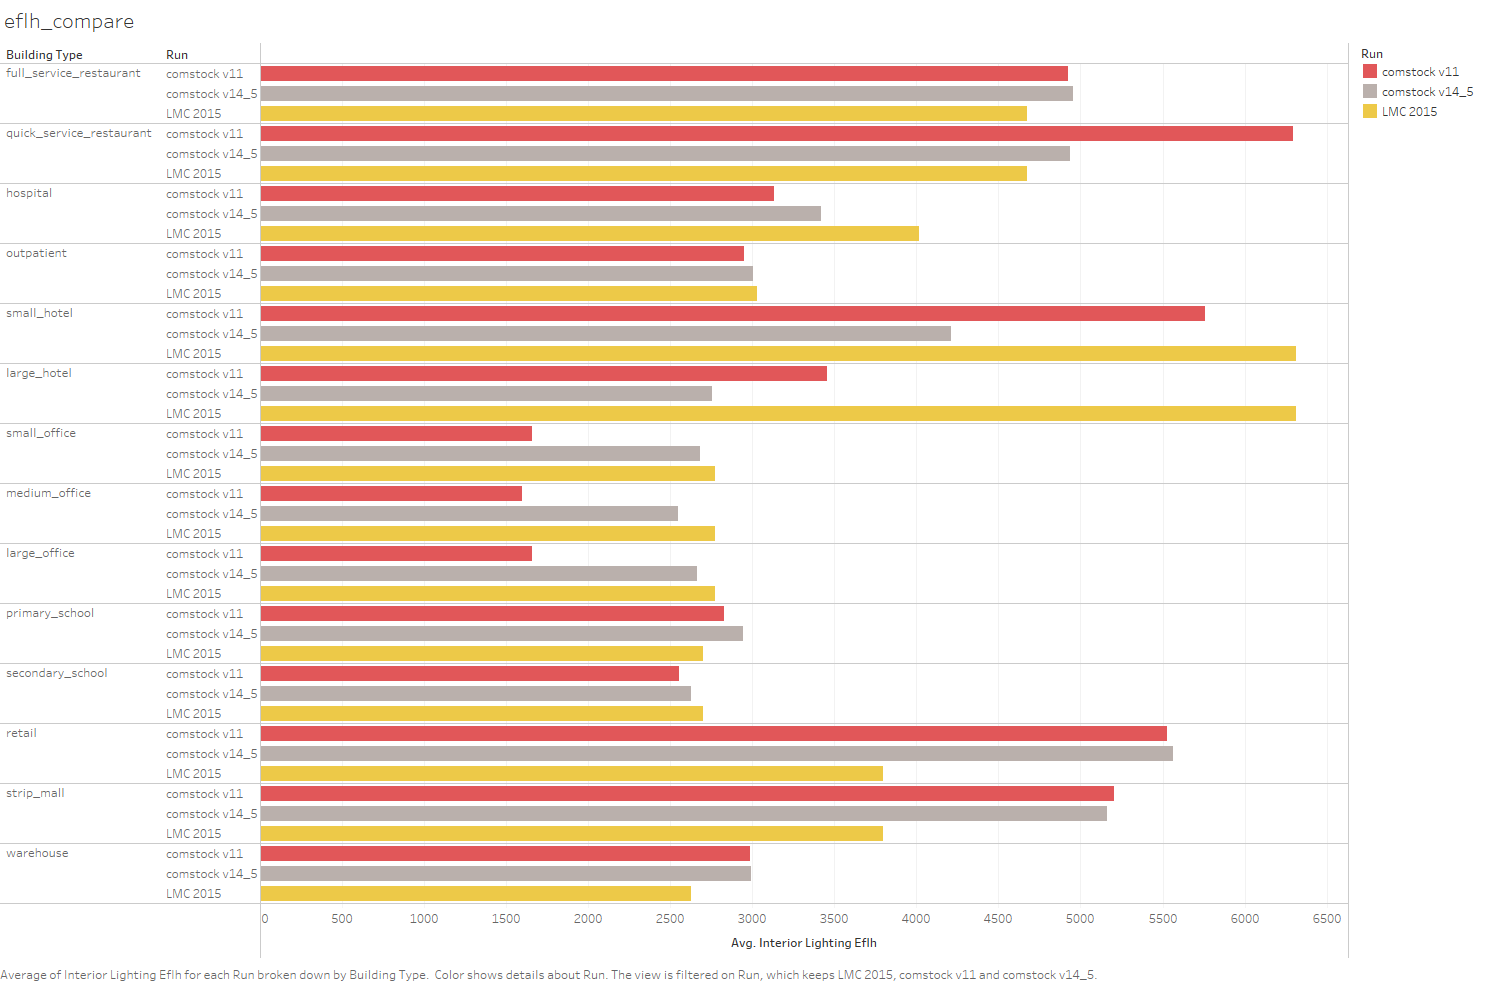 eflh_compare
Building Type Run
Run
comstock v11
comstock v14_5
LMC 2015
full_service_restaurant comstock v11
comstock v14_5
LMC 2015
quick_service_restaurant comstock v11
comstock v14_5
LMC 2015
hospital comstock v11
comstock v14_5
LMC 2015
outpatient comstock v11
comstock v14_5
LMC 2015
small_hotel comstock v11
comstock v14_5
LMC 2015
large_hotel comstock v11
comstock v14_5
LMC 2015
small_office comstock v11
comstock v14_5
LMC 2015
medium_office comstock v11
comstock v14_5
LMC 2015
large_office comstock v11
comstock v14_5
LMC 2015
primary_school comstock v11
comstock v14_5
LMC 2015
secondary_school comstock v11
comstock v14_5
LMC 2015
retail comstock v11
comstock v14_5
LMC 2015
strip_mall comstock v11
comstock v14_5
LMC 2015
warehouse comstock v11
comstock v14_5
LMC 2015
0 500 1000 1500 2000 2500 3000 3500 4000 4500 5000 5500 6000 6500
Avg. Interior Lighting Eflh
Average of Interior Lighting Eflh for each Run broken down by Building Type. Color shows details about Run. The view is filtered on Run, which keeps LMC 2015, comstock v11 and comstock v14_5.